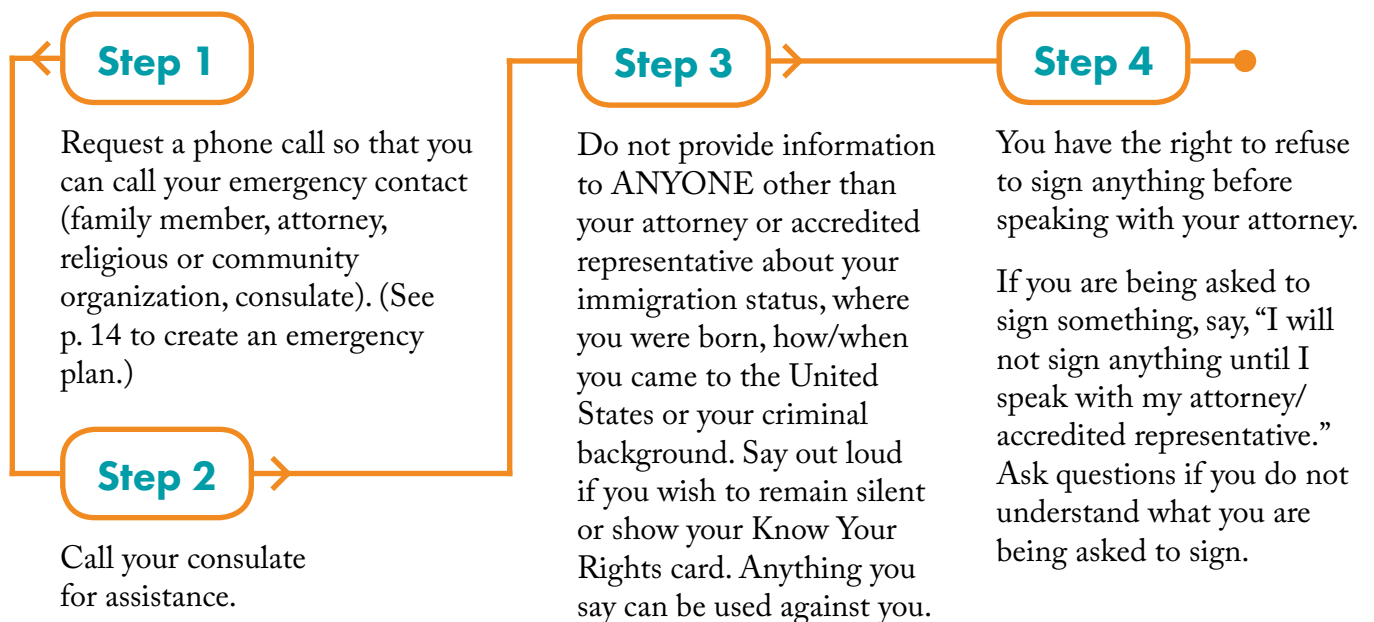 Step 1
Request a phone call so that you
can call your emergency contact
(family member, attorney,
religious or community
organization, consulate). (See
p. 14 to create an emergency
plan.)
Step 2
Call your consulate
for assistance.
Step 3
Do not provide information
to ANYONE other than
your attorney or accredited
representative about your
immigration status, where
you were born, how/when
you came to the United
States or your criminal
background. Say out loud
if you wish to remain silent
or show your Know Your
Rights card. Anything you
say can be used against you.
Step 4
You have the right to refuse
to sign anything before
speaking with your attorney.
If you are being asked to
sign something, say, “I will
not sign anything until I
speak with my attorney/
accredited representative.”
Ask questions if you do not
understand what you are
being asked to sign.